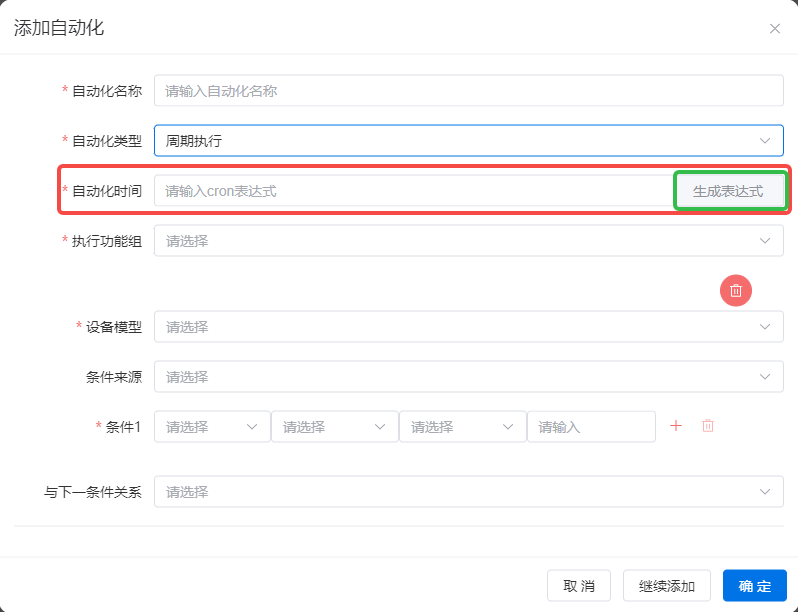 添加自动化
* 自动化名称 请输入自动化名称
* 自动化类型 周期执行
* 自动化时间 请输入cron表达式 生成表达式
* 执行功能组 请选择
* 设备模型 请选择
条件来源 请选择
* 条件1 请选择 请选择 请选择 请输入
与下一条件关系 请选择
取 消 继续添加 确 定